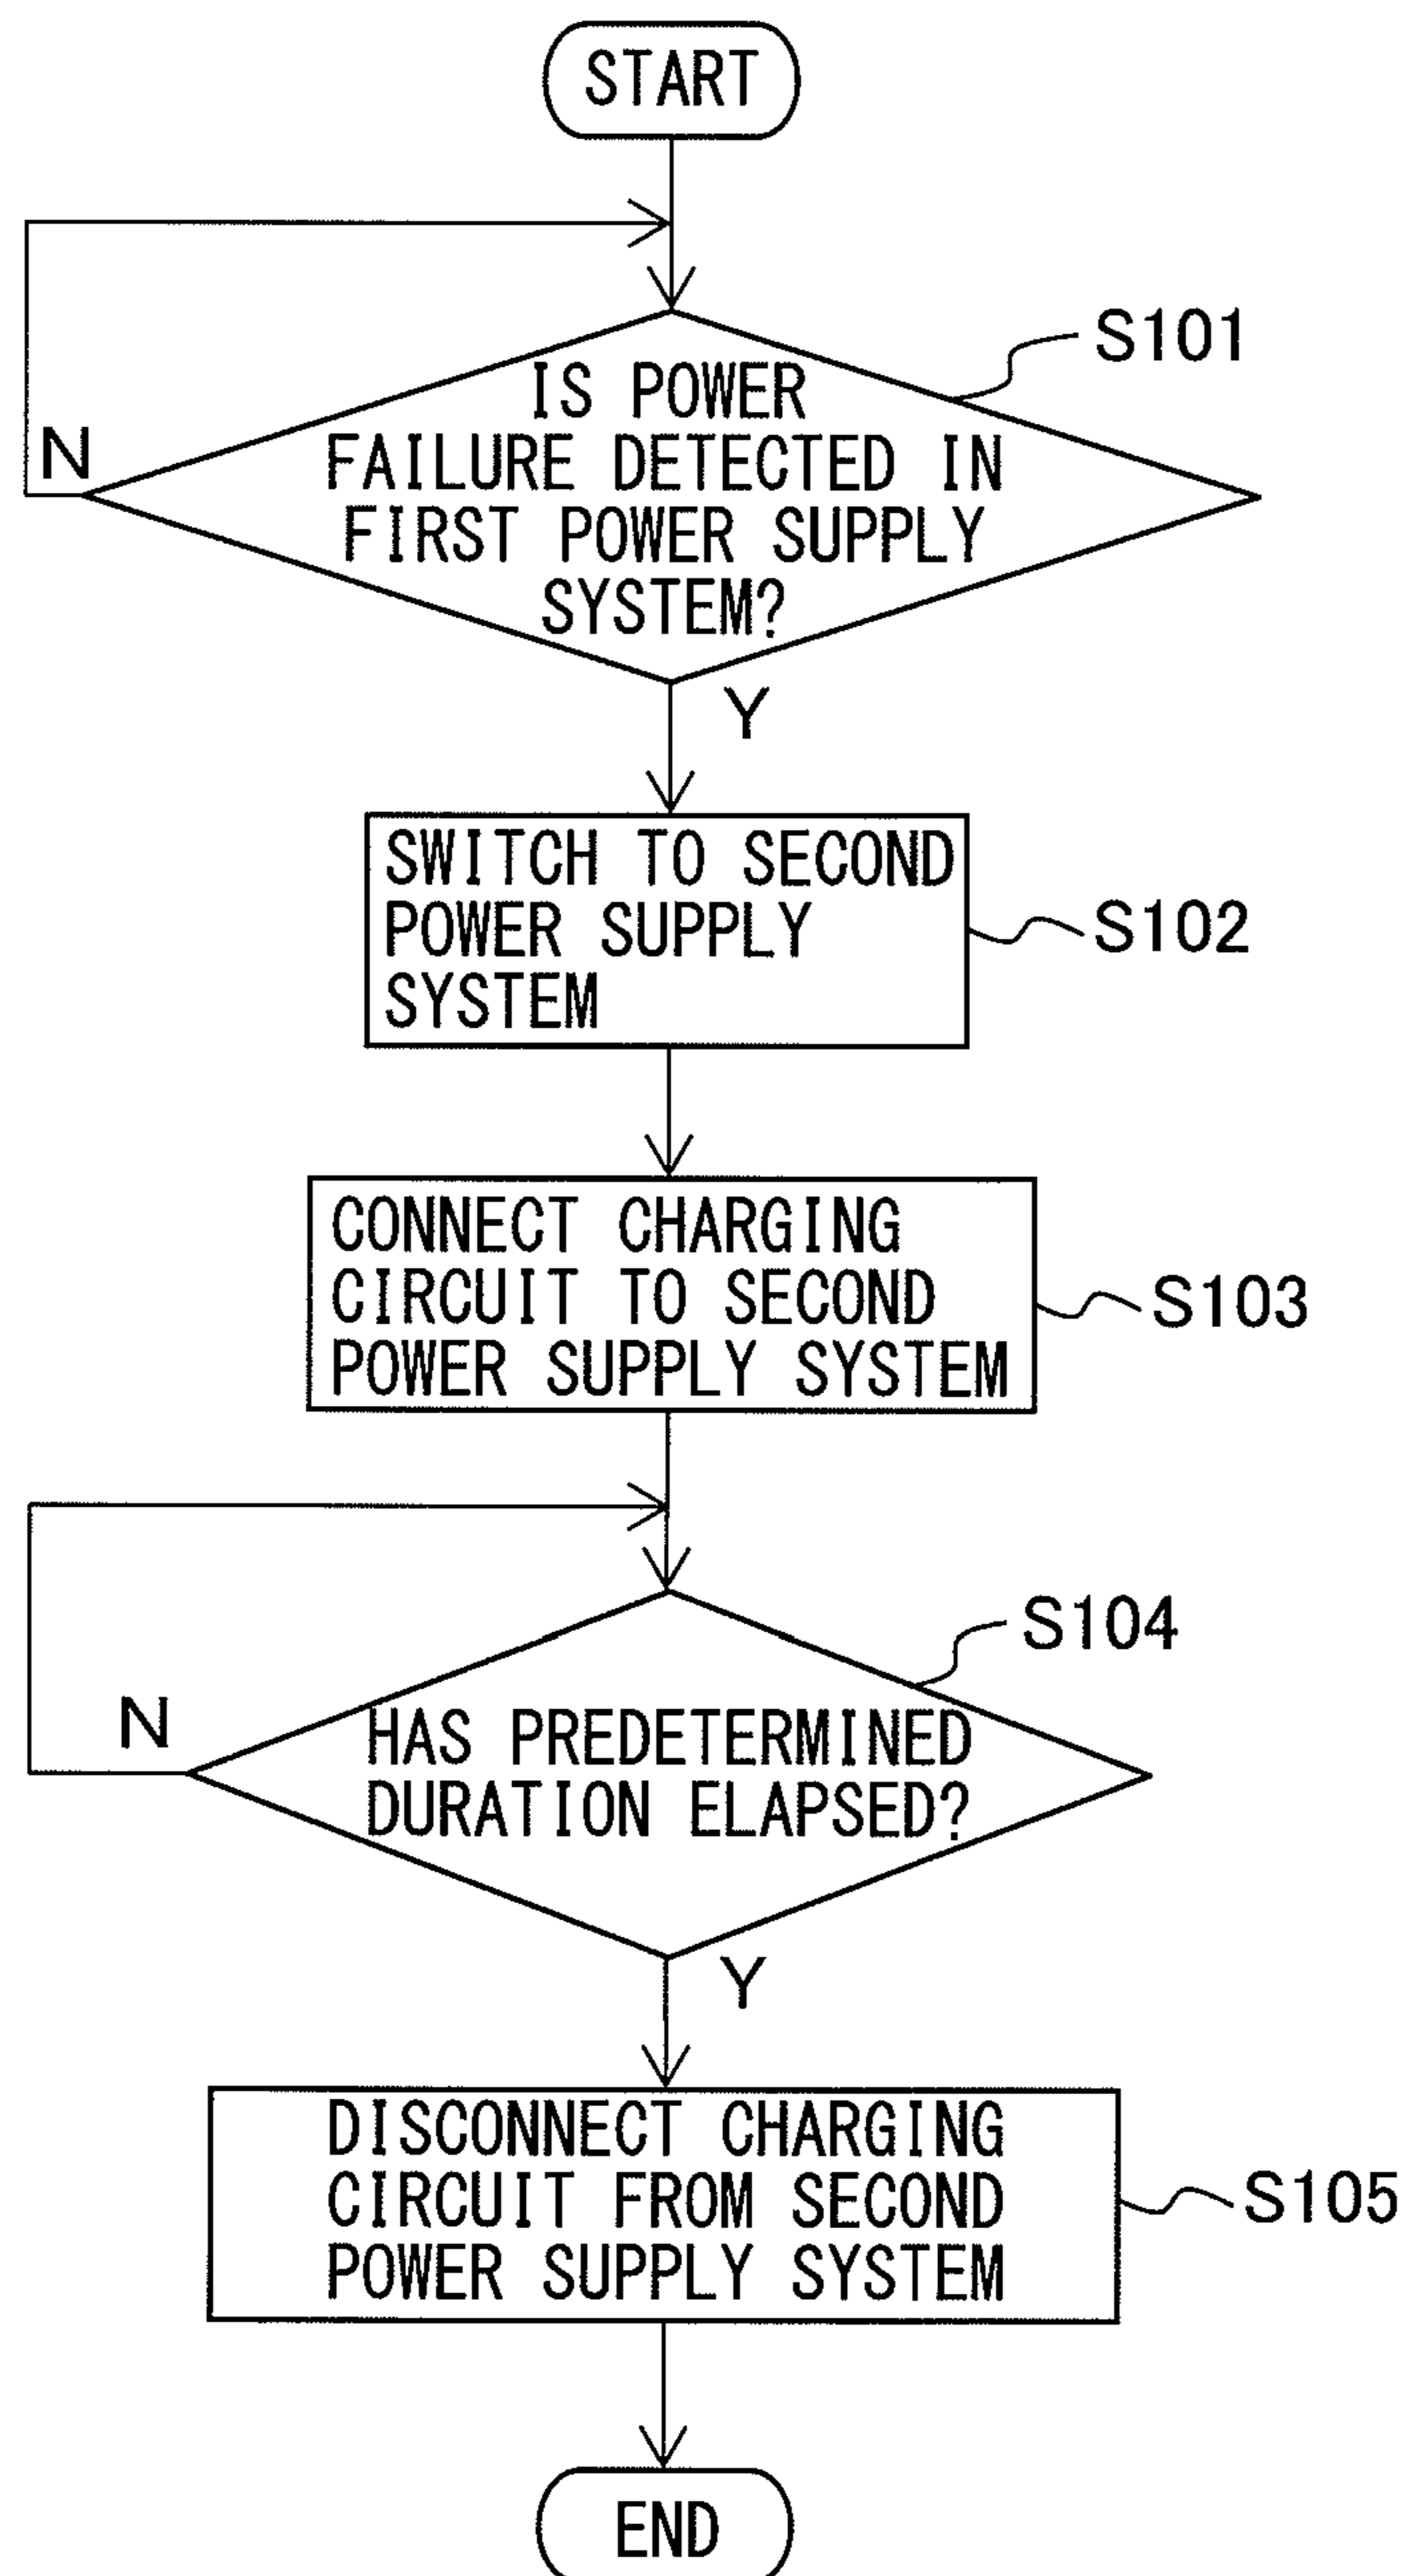 START
S101
IS POWER
FAILURE DETECTED IN
FIRST POWER SUPPLY
SYSTEM?
N
Y
SWITCH TO SECOND
POWER SUPPLY
SYSTEM
S102
CONNECT CHARGING
CIRCUIT TO SECOND
POWER SUPPLY SYSTEM
S103
S104
HAS PREDETERMINED
DURATION ELAPSED?
N
Y
DISCONNECT CHARGING
CIRCUIT FROM SECOND
POWER SUPPLY SYSTEM
S105
END